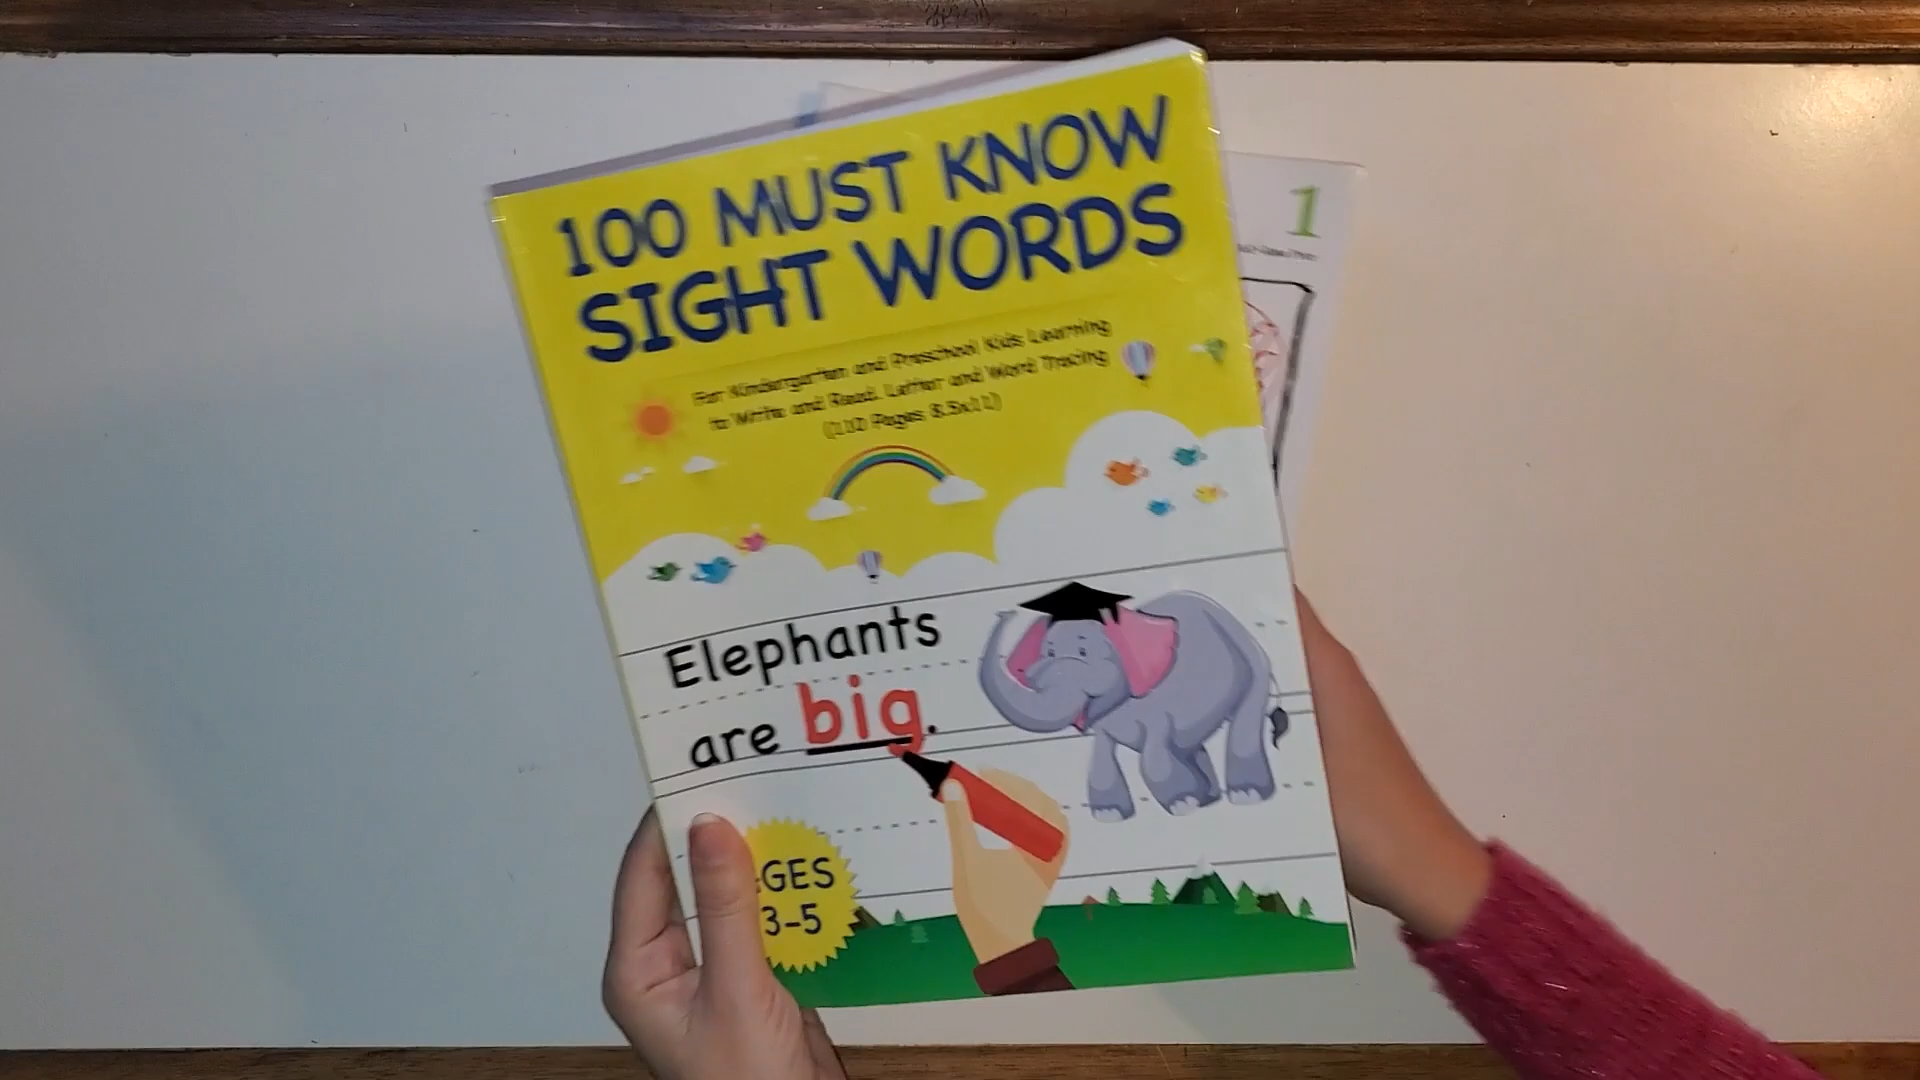 100 MUST KNOW
SIGHT WORDS
For Kindergarten and Preschool Kids Learning
to Write and Read. Letter and Word Tracing
(110 Pages 8.5x11)
Elephants
are big.
GES
3-5
1